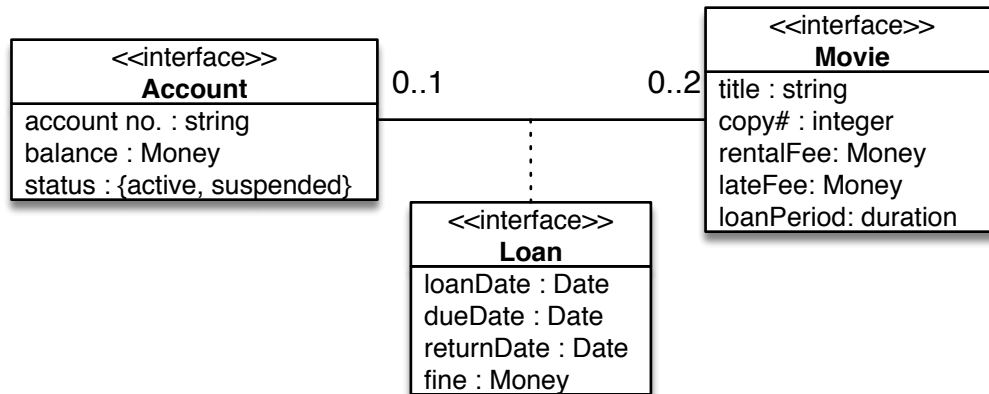 <<interface>>
Account
account no. : string
balance : Money
status : {active, suspended}
0..1
0..2
<<interface>>
Movie
title : string
copy# : integer
rentalFee: Money
lateFee: Money
loanPeriod: duration
<<interface>>
Loan
loanDate : Date
dueDate : Date
returnDate : Date
fine : Money